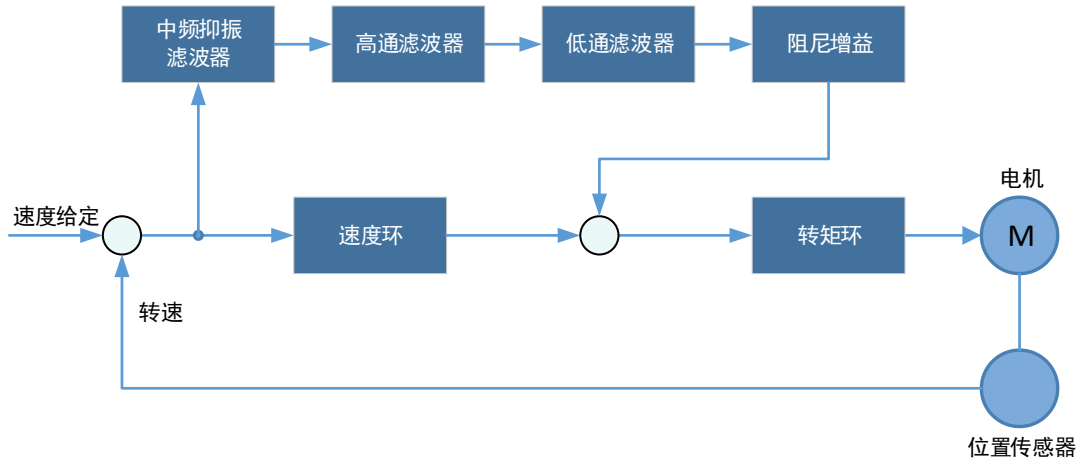 中频抑振
滤波器
高通滤波器
低通滤波器
阻尼增益
电机
速度给定
速度环
转矩环
M
转速
位置传感器